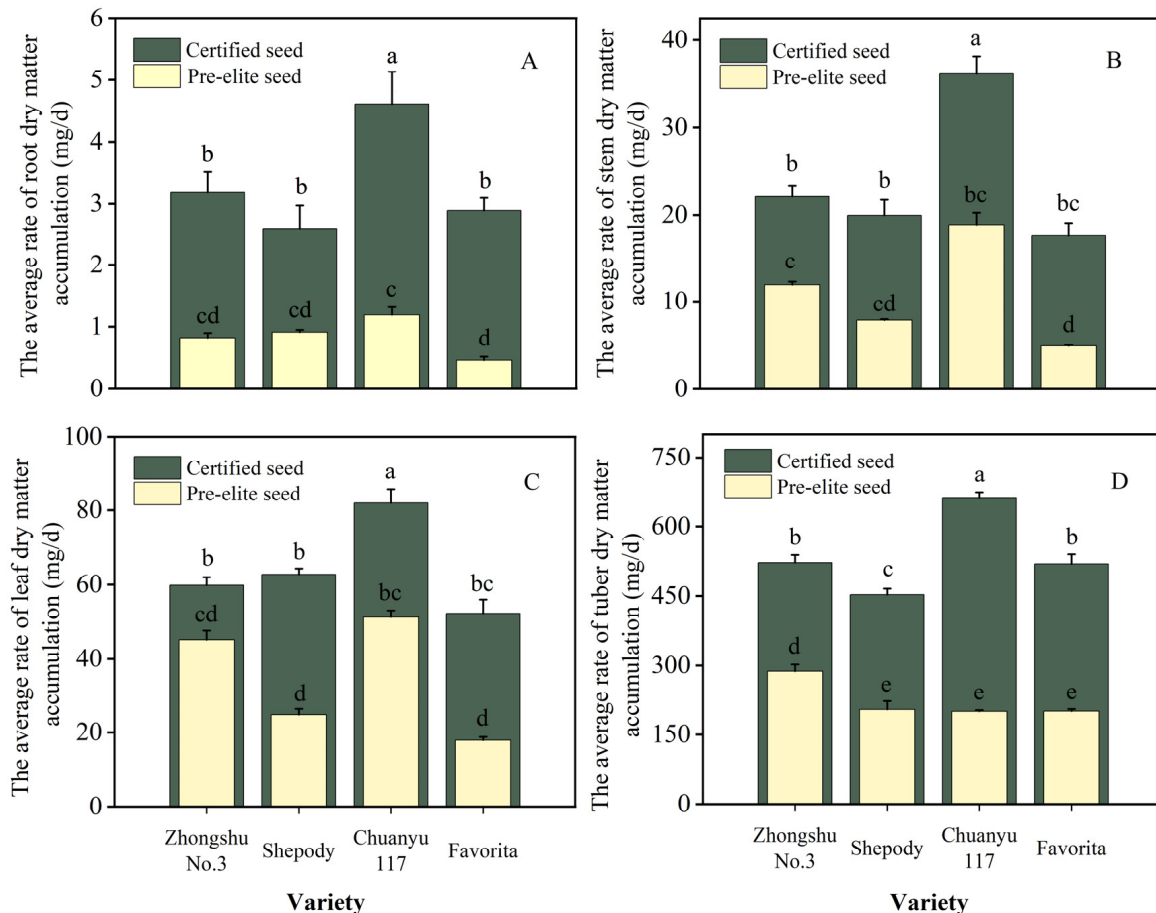 The average rate of root dry matter
accumulation (mg/d)
6
5
4
3
2
1
0
Certified seed
Pre-elite seed
A
b
b
a
b
cd
cd
c
d
The average rate of stem dry matter
accumulation (mg/d)
40
30
20
10
0
Certified seed
Pre-elite seed
B
b
b
a
bc
c
cd
bc
d
The average rate of leaf dry matter
accumulation (mg/d)
100
80
60
40
20
0
Certified seed
Pre-elite seed
C
b
b
a
bc
cd
d
bc
d
Zhongshu
No.3
Shepody
Chuanyu
117
Favorita
Variety
The average rate of tuber dry matter
accumulation (mg/d)
750
600
450
300
150
0
Certified seed
Pre-elite seed
D
b
c
a
b
d
e
e
e
Zhongshu
No.3
Shepody
Chuanyu
117
Favorita
Variety